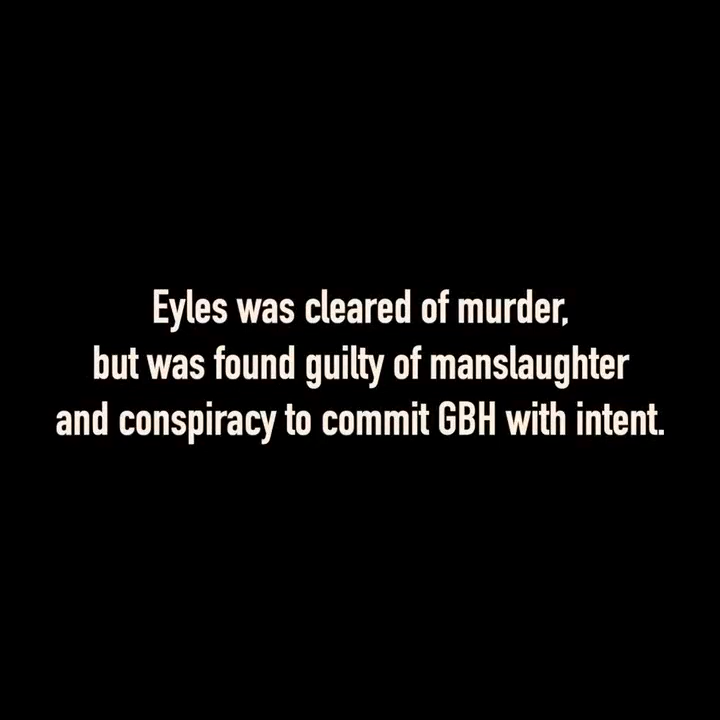 Eyles was cleared of murder,
but was found guilty of manslaughter
and conspiracy to commit GBH with intent.